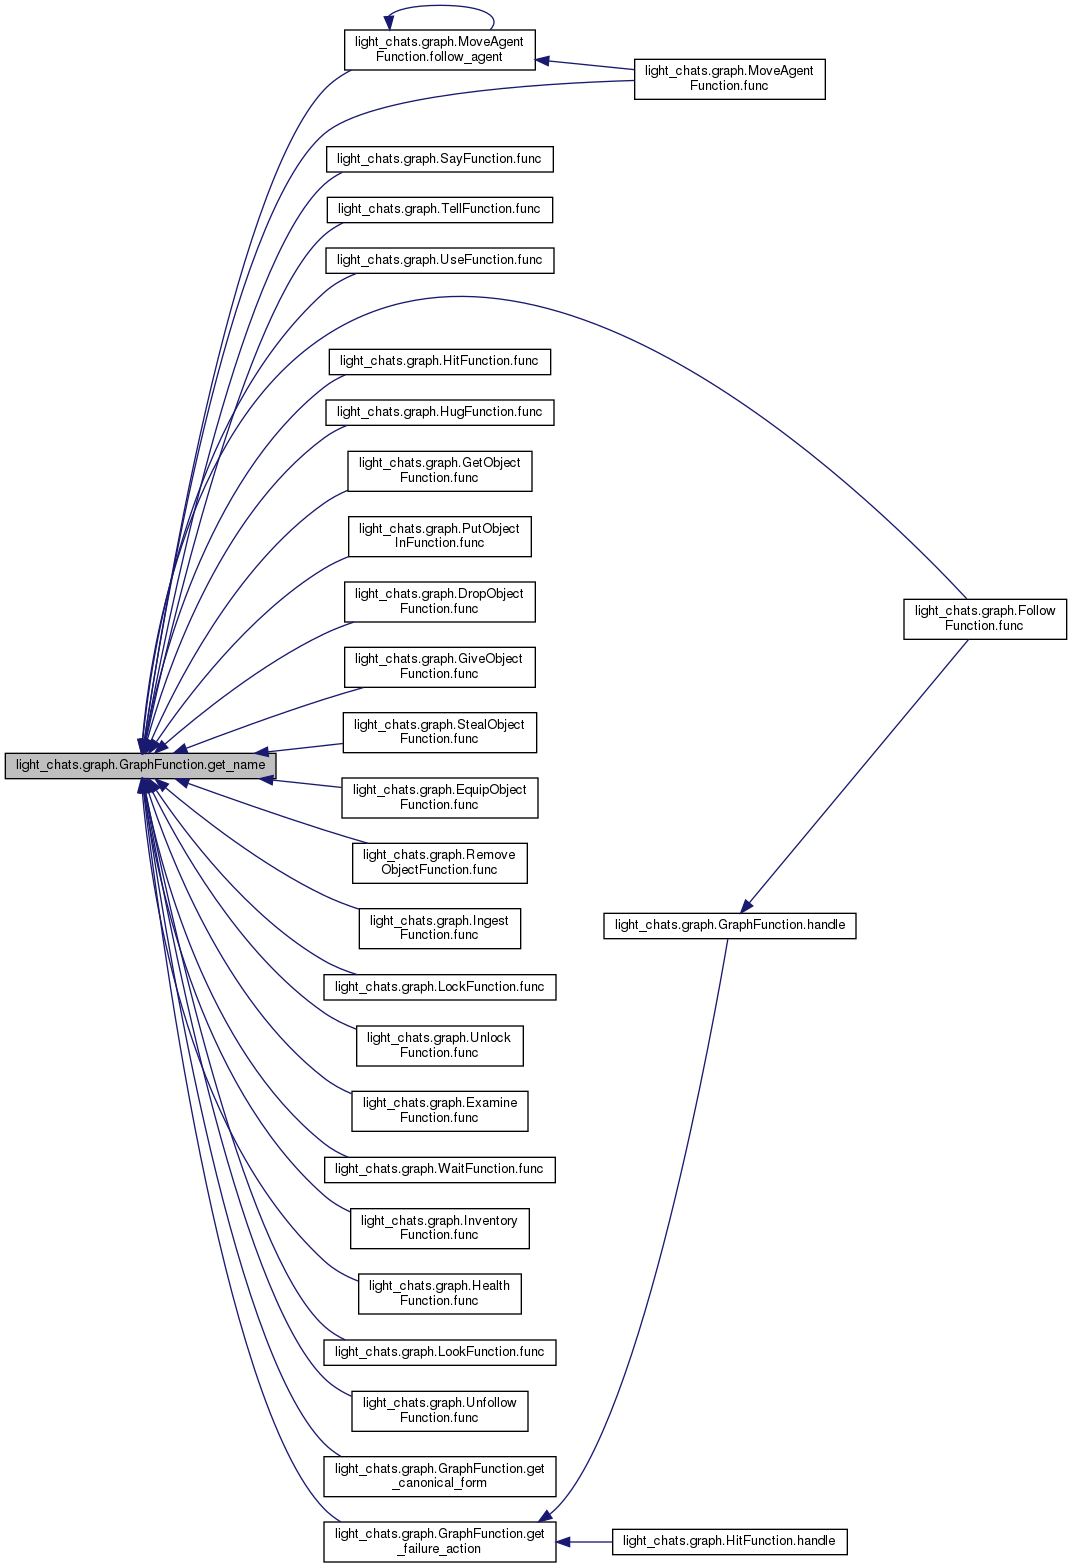 light_chats.graph.MoveAgent
Function.follow_agent
light_chats.graph.MoveAgent
Function.func
light_chats.graph.SayFunction.func
light_chats.graph.TellFunction.func
light_chats.graph.UseFunction.func
light_chats.graph.HitFunction.func
light_chats.graph.HugFunction.func
light_chats.graph.GetObject
Function.func
light_chats.graph.PutObject
InFunction.func
light_chats.graph.DropObject
Function.func
light_chats.graph.Follow
Function.func
light_chats.graph.GiveObject
Function.func
light_chats.graph.StealObject
Function.func
light_chats.graph.GraphFunction.get_name
light_chats.graph.EquipObject
Function.func
light_chats.graph.Remove
ObjectFunction.func
light_chats.graph.Ingest
Function.func
light_chats.graph.GraphFunction.handle
light_chats.graph.LockFunction.func
light_chats.graph.Unlock
Function.func
light_chats.graph.Examine
Function.func
light_chats.graph.WaitFunction.func
light_chats.graph.Inventory
Function.func
light_chats.graph.Health
Function.func
light_chats.graph.LookFunction.func
light_chats.graph.Unfollow
Function.func
light_chats.graph.GraphFunction.get
_canonical_form
light_chats.graph.GraphFunction.get
_failure_action
light_chats.graph.HitFunction.handle